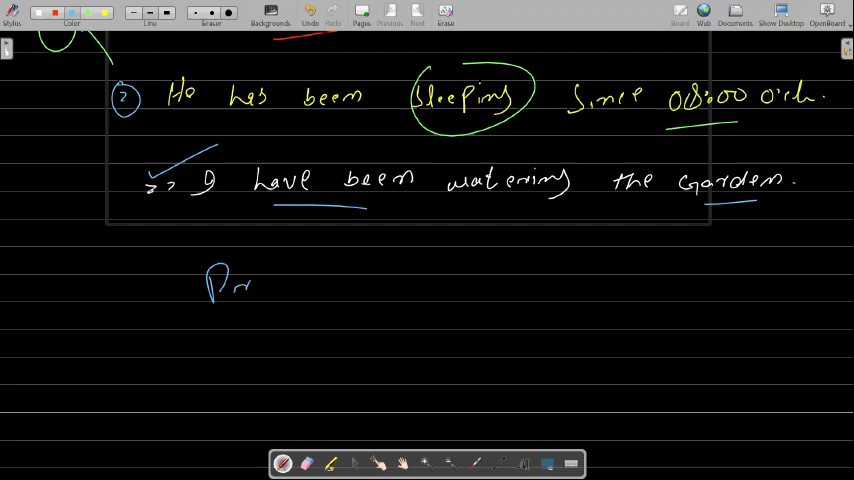 Stylus Color Line Eraser Backgrounds Undo Redo Pages Previous Next Erase Board Web Documents Show Desktop OpenBoard
2 He has been Sleeping Since 08:00 O'clk.
>> I have been watering the Garden.
Pr